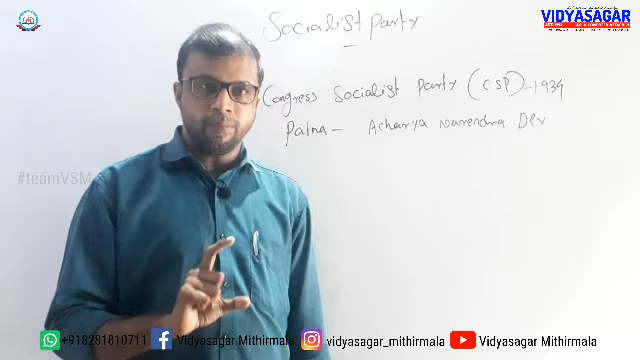 VIDYASAGAR
Socialist Party
Congress Socialist Party (CSP) - 1934
Patna - Acharya Narendra Dev
#teamVSM
+918281810711 Vidyasagar Mithirmala vidyasagar_mithirmala Vidyasagar Mithirmala